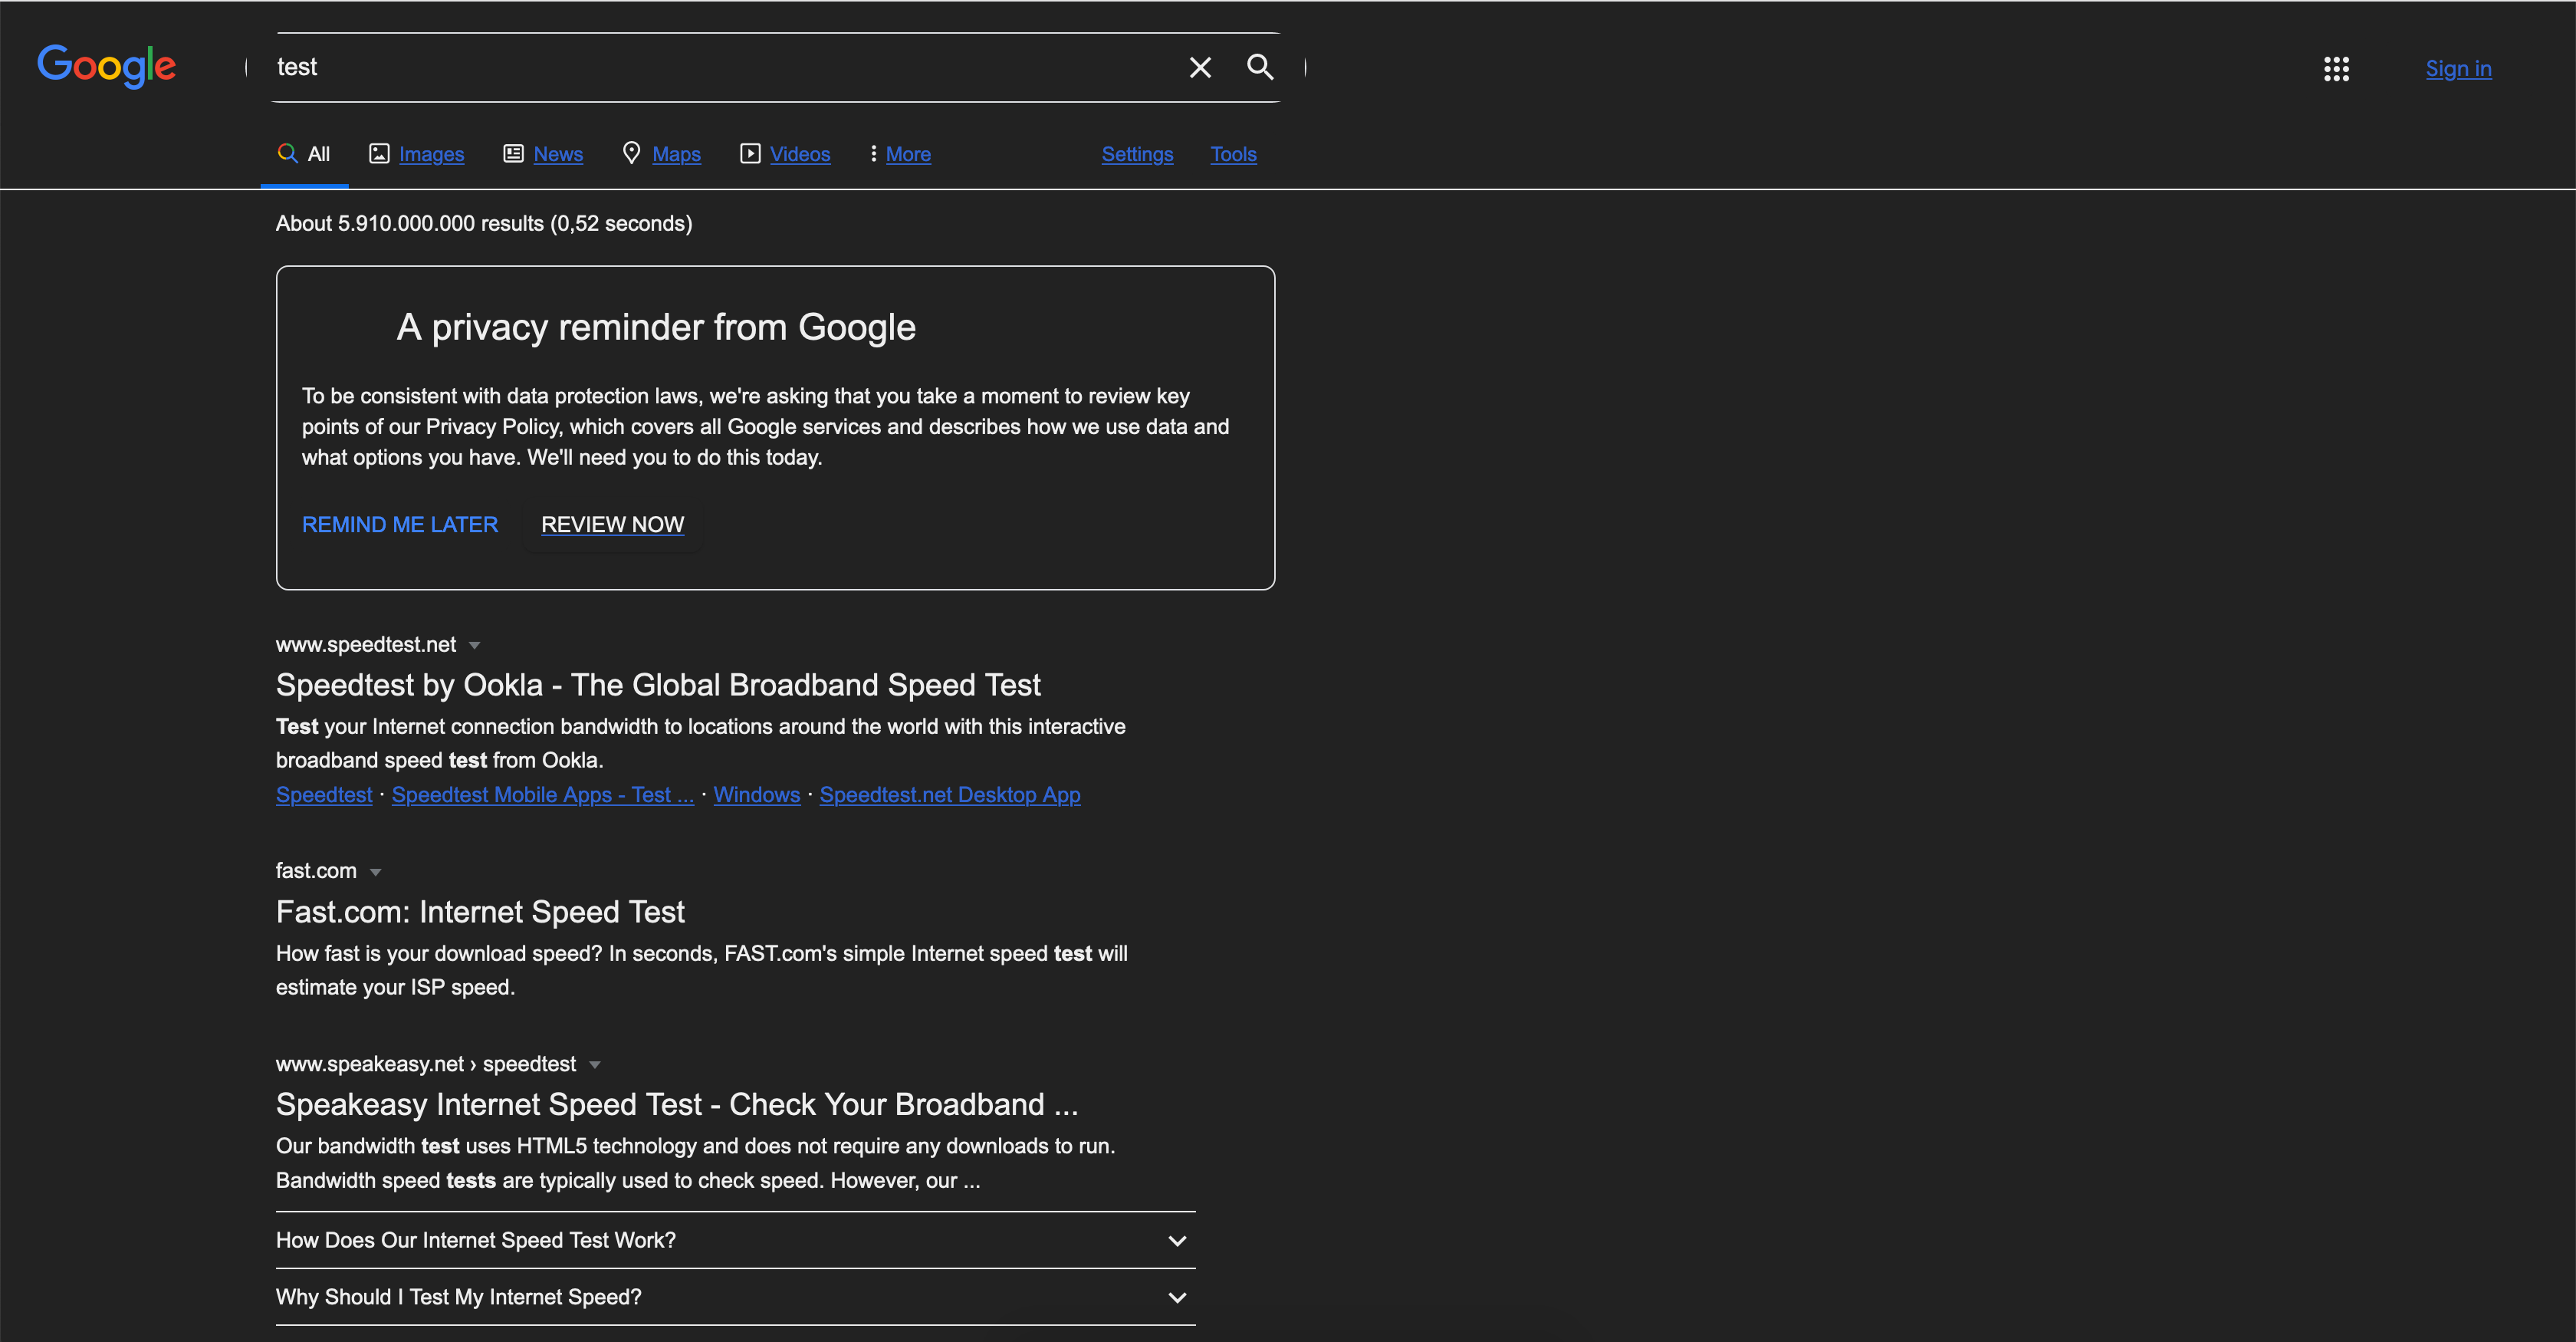 Google
test
Sign in
All Images News Maps Videos More Settings Tools
About 5.910.000.000 results (0,52 seconds)
A privacy reminder from Google
To be consistent with data protection laws, we're asking that you take a moment to review key
points of our Privacy Policy, which covers all Google services and describes how we use data and
what options you have. We'll need you to do this today.
REMIND ME LATER REVIEW NOW
www.speedtest.net
Speedtest by Ookla - The Global Broadband Speed Test
Test your Internet connection bandwidth to locations around the world with this interactive
broadband speed test from Ookla.
Speedtest · Speedtest Mobile Apps - Test ... · Windows · Speedtest.net Desktop App
fast.com
Fast.com: Internet Speed Test
How fast is your download speed? In seconds, FAST.com's simple Internet speed test will
estimate your ISP speed.
www.speakeasy.net › speedtest
Speakeasy Internet Speed Test - Check Your Broadband ...
Our bandwidth test uses HTML5 technology and does not require any downloads to run.
Bandwidth speed tests are typically used to check speed. However, our ...
How Does Our Internet Speed Test Work?
Why Should I Test My Internet Speed?